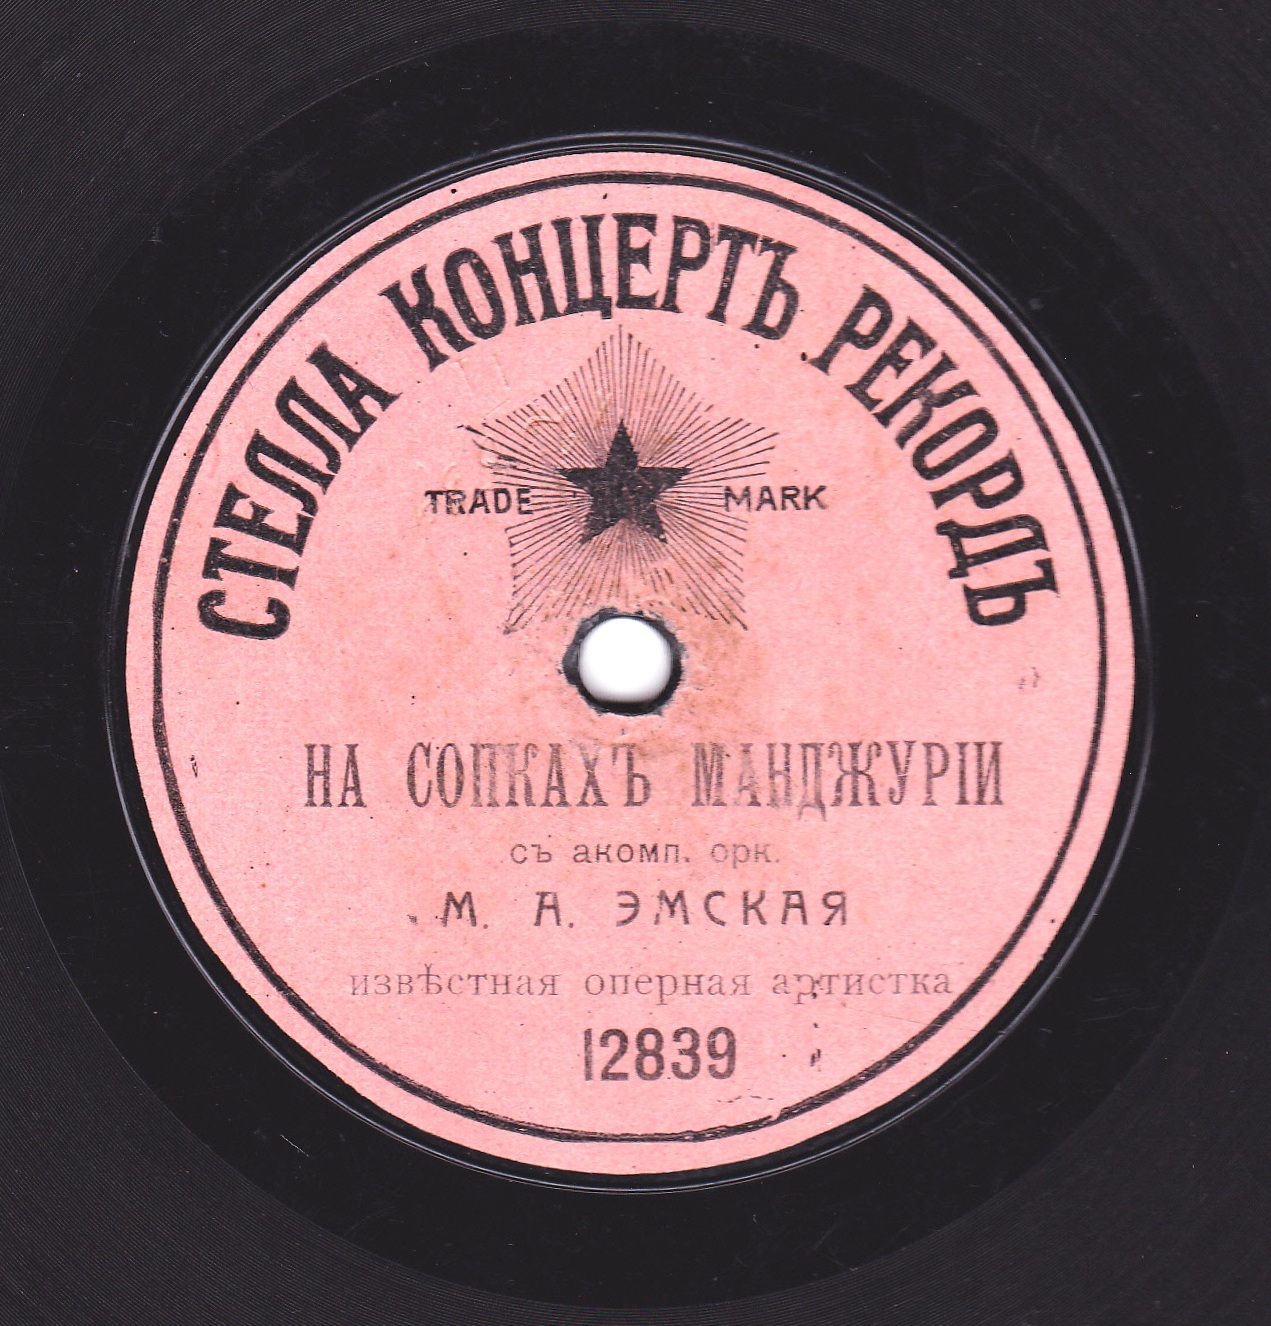 СТЕЛЛА КОНЦЕРТЪ РЕКОРДЪ
TRADE MARK
НА СОПКАХЪ МАНДЖУРІИ
съ акомп. орк.
М. А. ЭМСКАЯ
извѣстная оперная артистка
12839